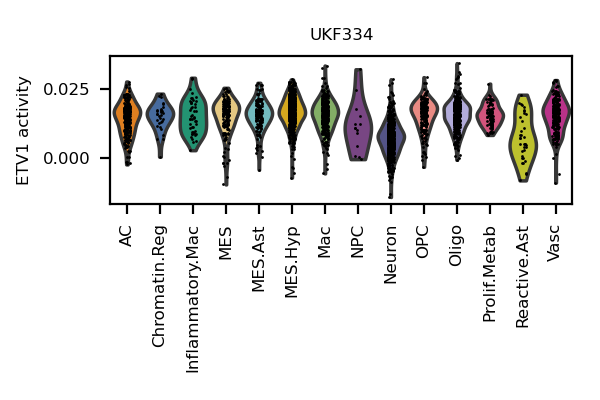 UKF334
ETV1 activity
0.025
0.000
AC
Chromatin.Reg
Inflammatory.Mac
MES
MES.Ast
MES.Hyp
Mac
NPC
Neuron
OPC
Oligo
Prolif.Metab
Reactive.Ast
Vasc